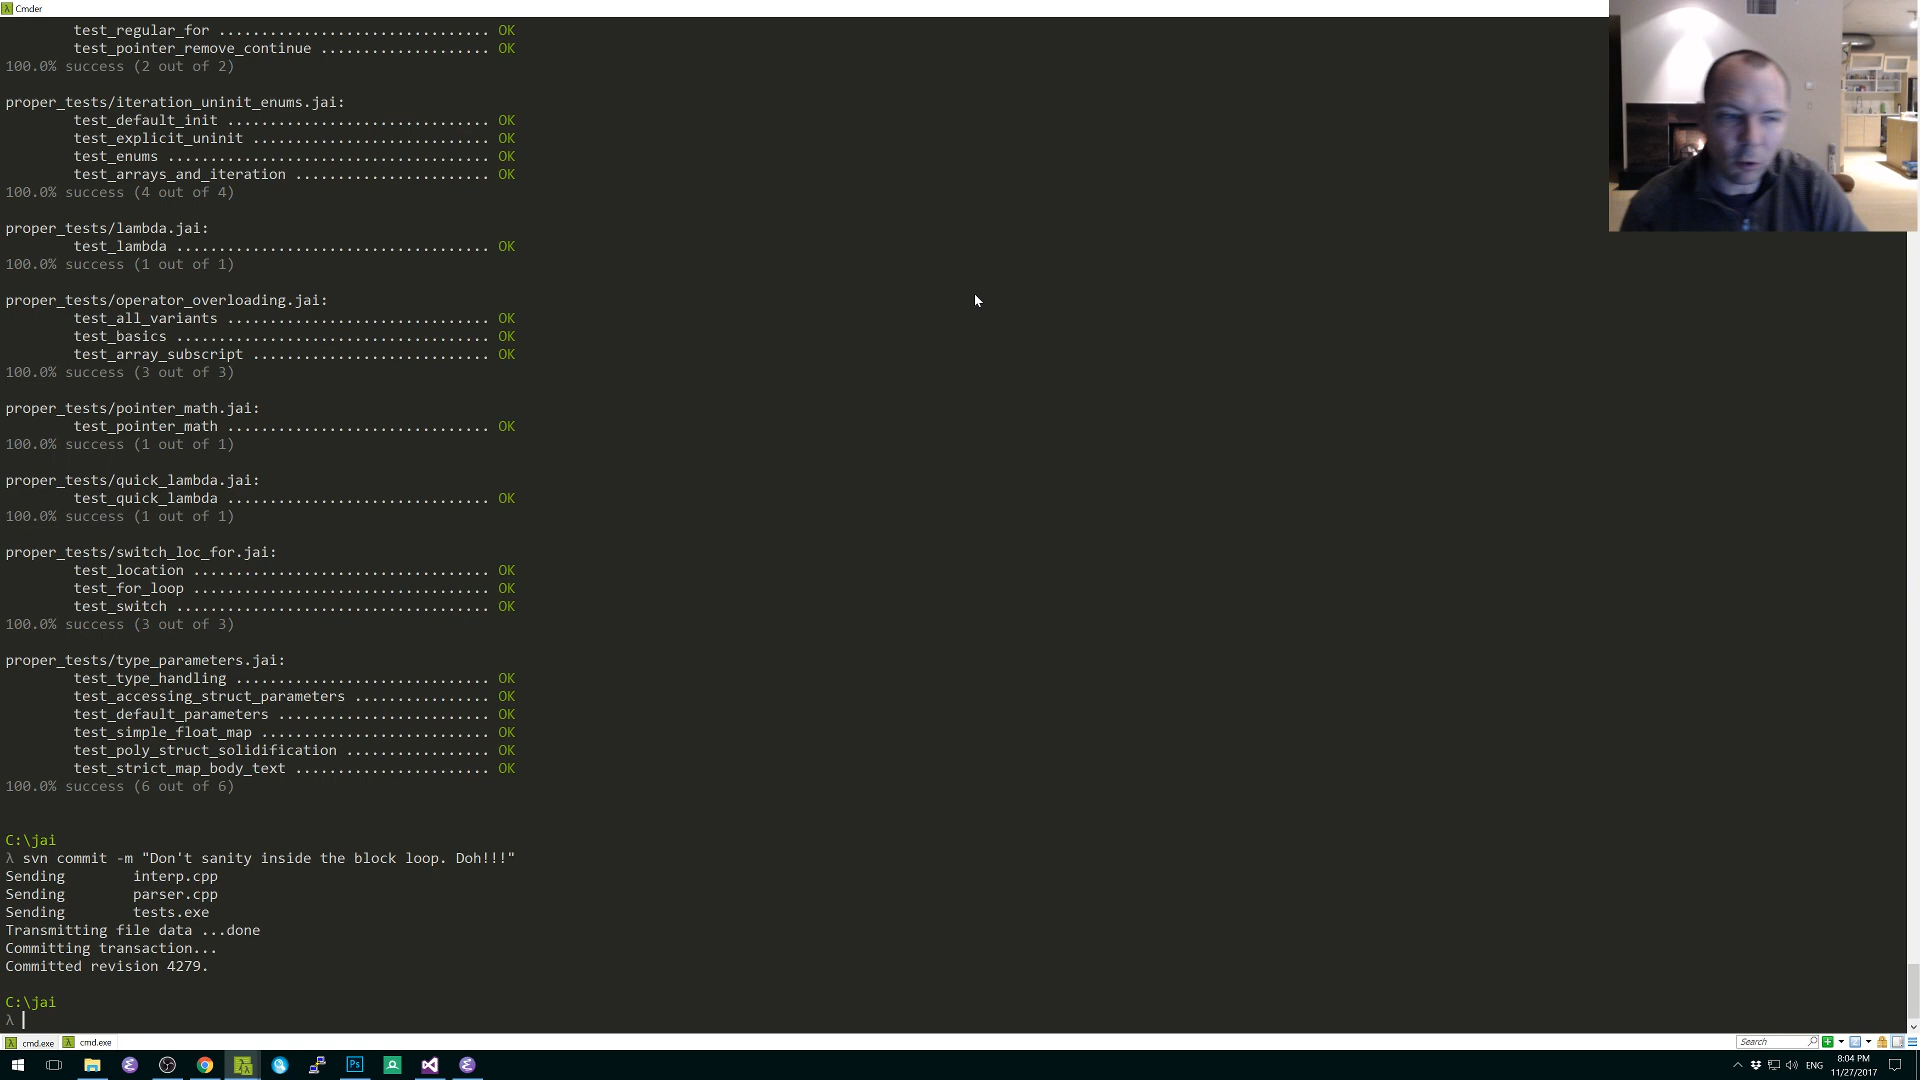 Cmder
test_regular_for ................................ OK
test_pointer_remove_continue .................... OK
100.0% success (2 out of 2)
proper_tests/iteration_uninit_enums.jai:
test_default_init ............................... OK
test_explicit_uninit ............................ OK
test_enums ...................................... OK
test_arrays_and_iteration ....................... OK
100.0% success (4 out of 4)
proper_tests/lambda.jai:
test_lambda ..................................... OK
100.0% success (1 out of 1)
proper_tests/operator_overloading.jai:
test_all_variants ............................... OK
test_basics ..................................... OK
test_array_subscript ............................ OK
100.0% success (3 out of 3)
proper_tests/pointer_math.jai:
test_pointer_math ............................... OK
100.0% success (1 out of 1)
proper_tests/quick_lambda.jai:
test_quick_lambda ............................... OK
100.0% success (1 out of 1)
proper_tests/switch_loc_for.jai:
test_location ................................... OK
test_for_loop ................................... OK
test_switch ..................................... OK
100.0% success (3 out of 3)
proper_tests/type_parameters.jai:
test_type_handling .............................. OK
test_accessing_struct_parameters ................ OK
test_default_parameters ......................... OK
test_simple_float_map ........................... OK
test_poly_struct_solidification ................. OK
test_strict_map_body_text ....................... OK
100.0% success (6 out of 6)
C:\jai
λ svn commit -m "Don't sanity inside the block loop. Doh!!!"
Sending        interp.cpp
Sending        parser.cpp
Sending        tests.exe
Transmitting file data ...done
Committing transaction...
Committed revision 4279.
C:\jai
λ
cmd.exe cmd.exe Search
Ps ENG 8:04 PM
11/27/2017